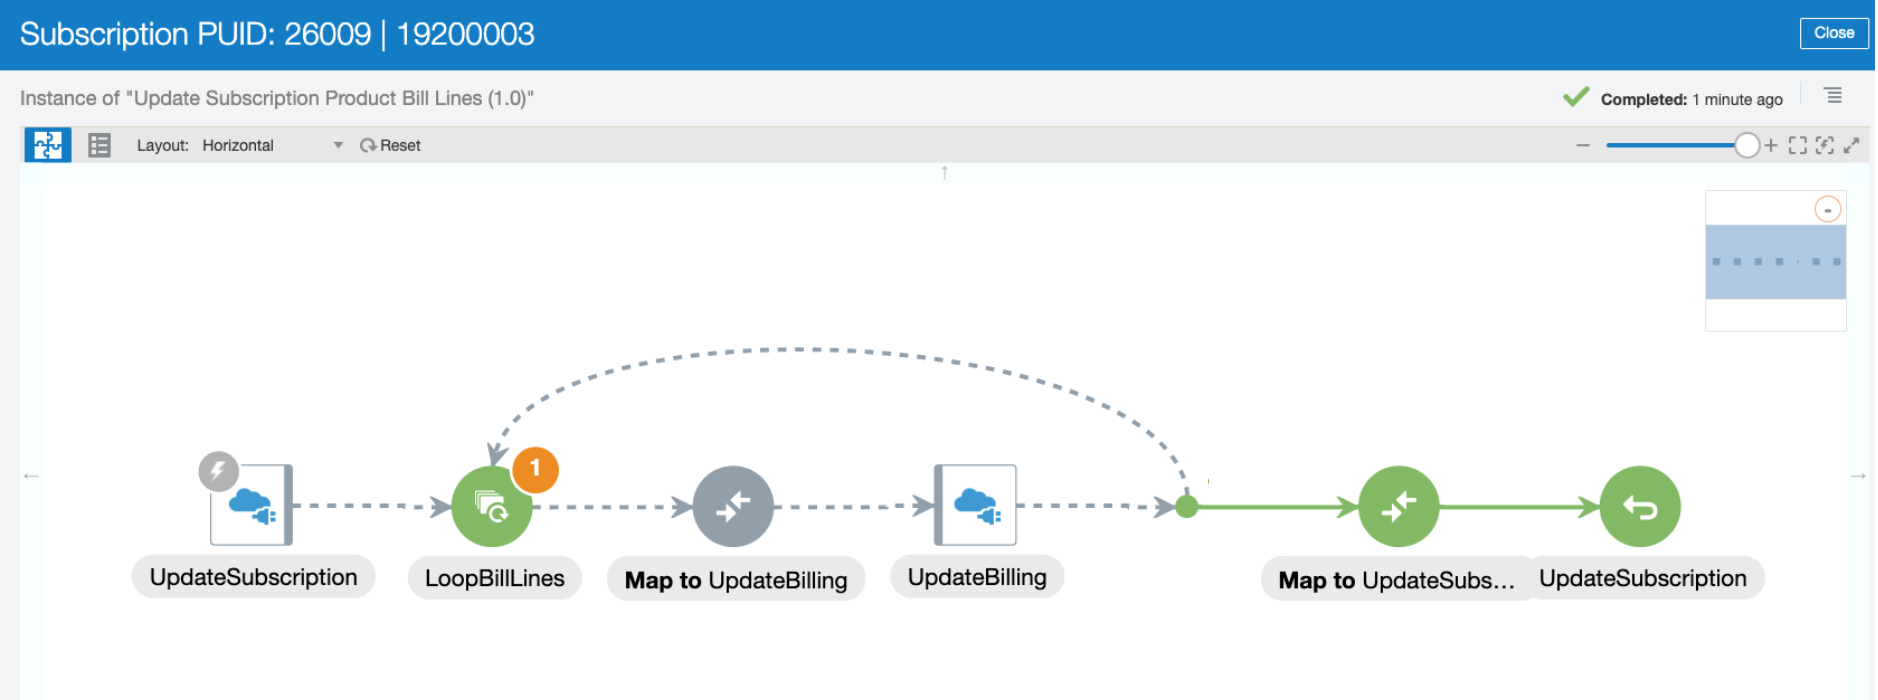 Subscription PUID: 26009 | 19200003
Close
Instance of "Update Subscription Product Bill Lines (1.0)"
Completed: 1 minute ago
Layout: Horizontal
Reset
1
UpdateSubscription
LoopBillLines
Map to UpdateBilling
UpdateBilling
Map to UpdateSubs...
UpdateSubscription